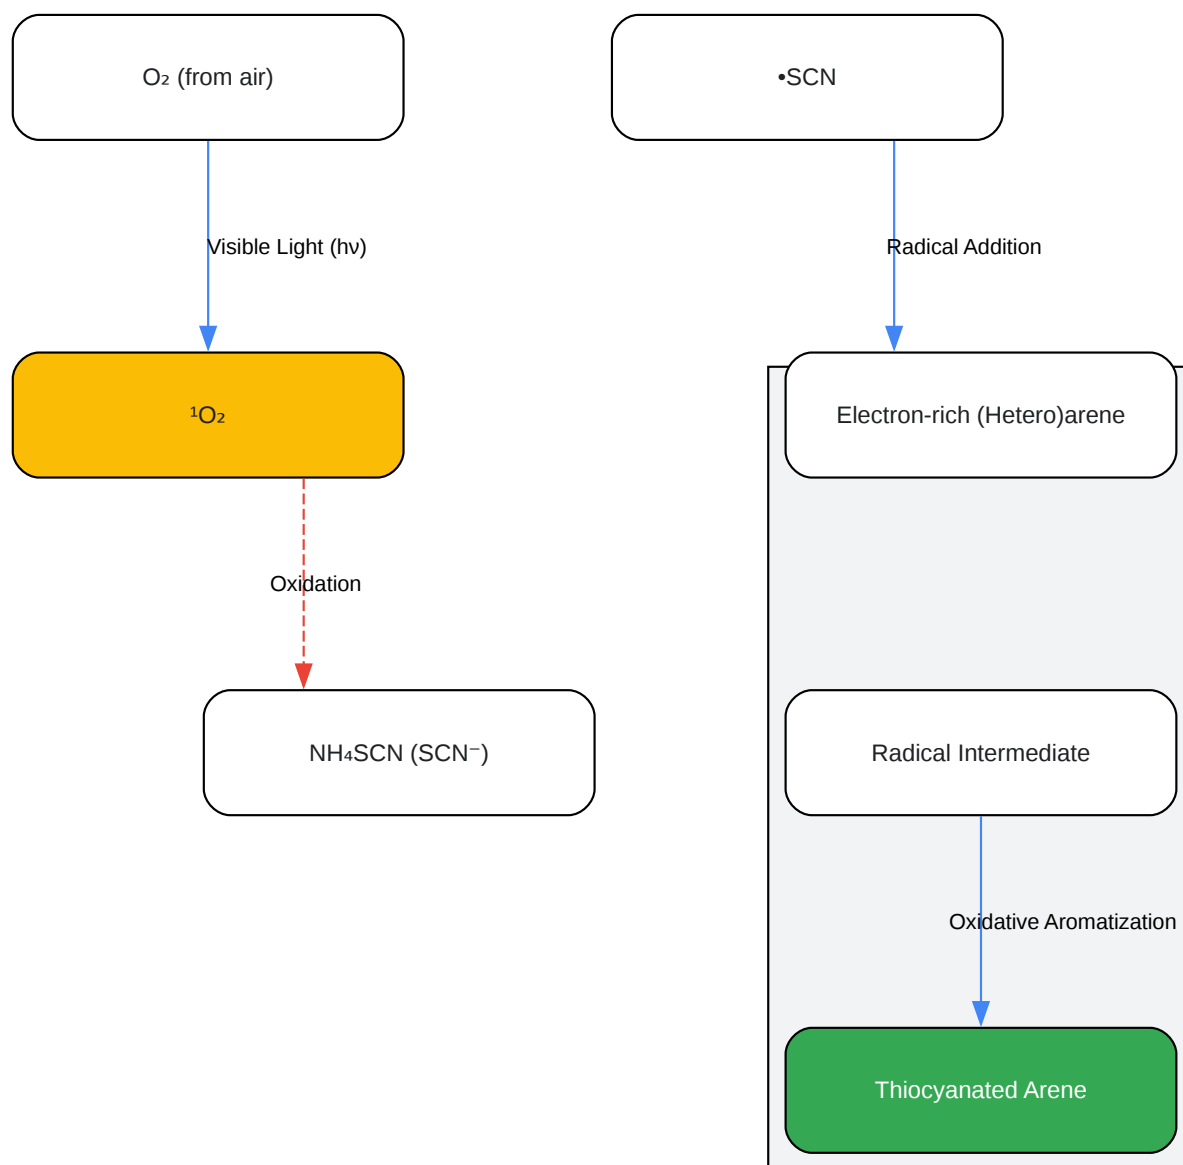 O₂ (from air)
•SCN
Visible Light (hν)
Radical Addition
¹O₂
Electron-rich (Hetero)arene
Oxidation
NH₄SCN (SCN⁻)
Radical Intermediate
Oxidative Aromatization
Thiocyanated Arene